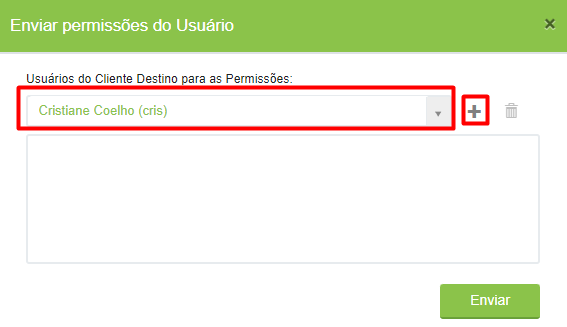 Enviar permissões do Usuário
Usuários do Cliente Destino para as Permissões:
Cristiane Coelho (cris)
Enviar